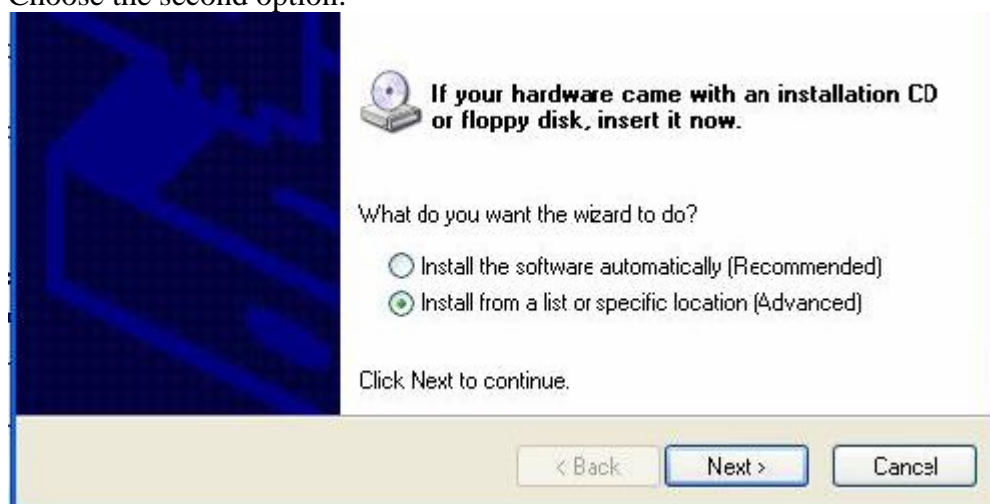 Choose the second option.
If your hardware came with an installation CD
or floppy disk, insert it now.
What do you want the wizard to do?
Install the software automatically (Recommended)
Install from a list or specific location (Advanced)
Click Next to continue.
< Back
Next >
Cancel